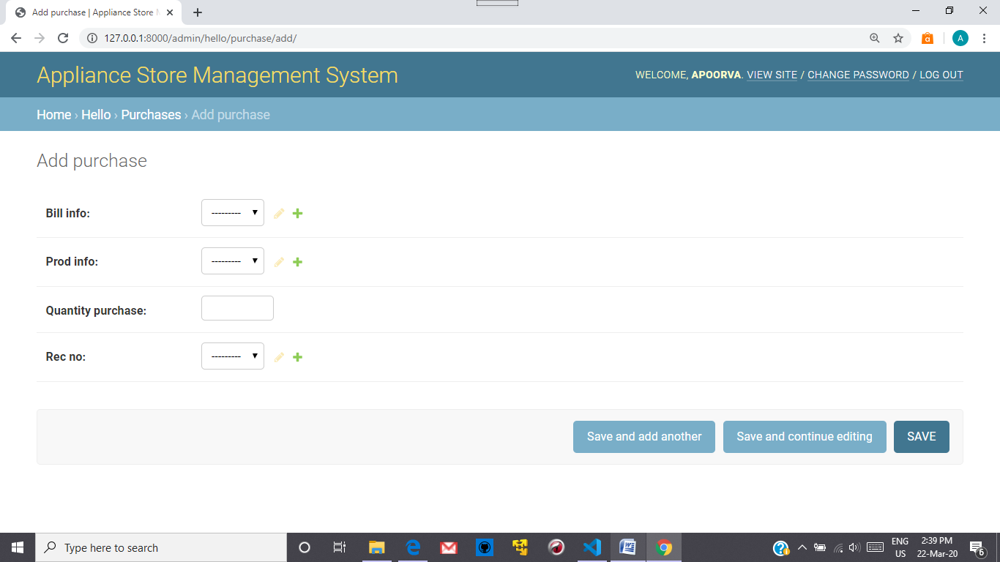 Add purchase | Appliance Store
127.0.0.1:8000/admin/hello/purchase/add/
A
Appliance Store Management System
WELCOME, APOORVA. VIEW SITE / CHANGE PASSWORD / LOG OUT
Home › Hello › Purchases › Add purchase
Add purchase
Bill info: ---------
Prod info: ---------
Quantity purchase:
Rec no: ---------
Save and add another Save and continue editing SAVE
Type here to search
ENG 2:39 PM
US 22-Mar-20
6